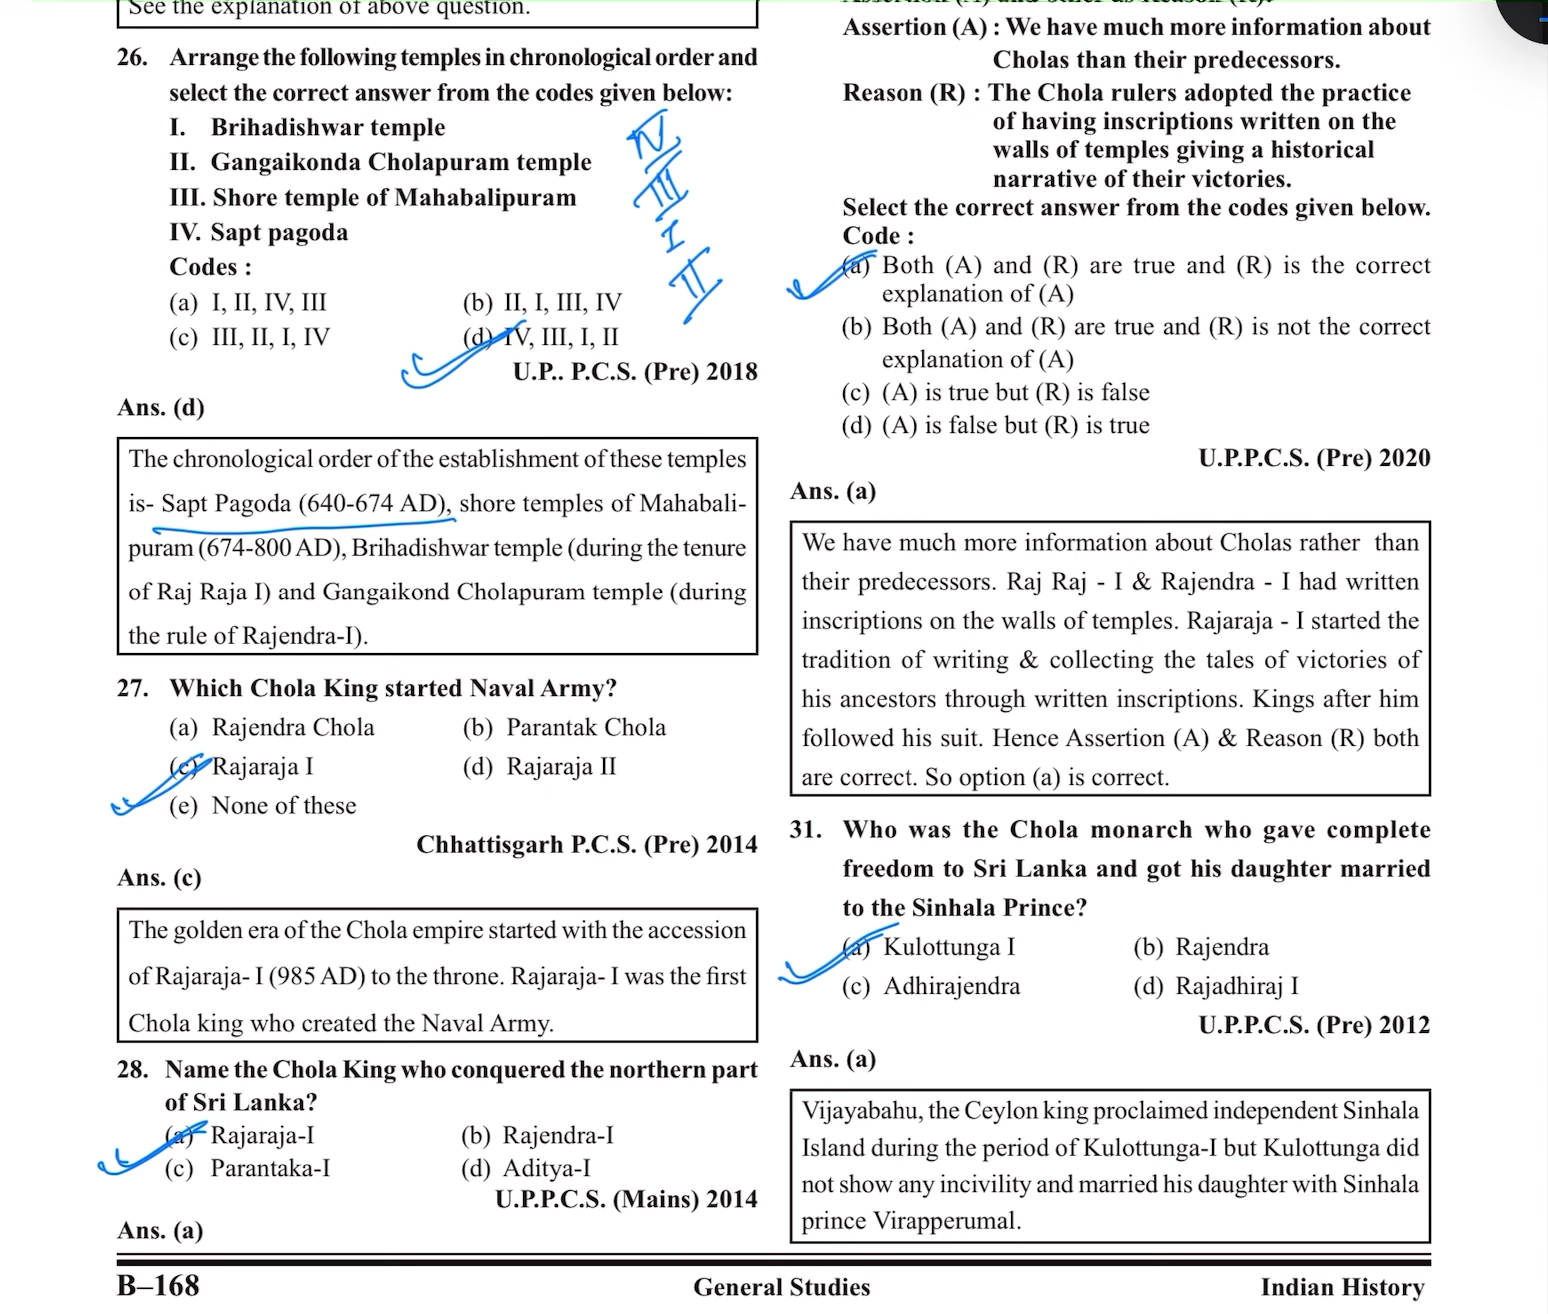 See the explanation of above question.
26. Arrange the following temples in chronological order and
select the correct answer from the codes given below:
I. Brihadishwar temple
II. Gangaikonda Cholapuram temple
III. Shore temple of Mahabalipuram
IV. Sapt pagoda
IV
III
I
II
Codes :
(a) I, II, IV, III (b) II, I, III, IV
(c) III, II, I, IV (d) IV, III, I, II
U.P.. P.C.S. (Pre) 2018
Ans. (d)
The chronological order of the establishment of these temples
is- Sapt Pagoda (640-674 AD), shore temples of Mahabali-
puram (674-800 AD), Brihadishwar temple (during the tenure
of Raj Raja I) and Gangaikond Cholapuram temple (during
the rule of Rajendra-I).
27. Which Chola King started Naval Army?
(a) Rajendra Chola (b) Parantak Chola
(c) Rajaraja I (d) Rajaraja II
(e) None of these
Chhattisgarh P.C.S. (Pre) 2014
Ans. (c)
The golden era of the Chola empire started with the accession
of Rajaraja- I (985 AD) to the throne. Rajaraja- I was the first
Chola king who created the Naval Army.
28. Name the Chola King who conquered the northern part
of Sri Lanka?
(a) Rajaraja-I (b) Rajendra-I
(c) Parantaka-I (d) Aditya-I
U.P.P.C.S. (Mains) 2014
Ans. (a)
Assertion (A) and other as Reason (R).
Assertion (A) : We have much more information about
Cholas than their predecessors.
Reason (R) : The Chola rulers adopted the practice
of having inscriptions written on the
walls of temples giving a historical
narrative of their victories.
Select the correct answer from the codes given below.
Code :
(a) Both (A) and (R) are true and (R) is the correct
explanation of (A)
(b) Both (A) and (R) are true and (R) is not the correct
explanation of (A)
(c) (A) is true but (R) is false
(d) (A) is false but (R) is true
U.P.P.C.S. (Pre) 2020
Ans. (a)
We have much more information about Cholas rather than
their predecessors. Raj Raj - I & Rajendra - I had written
inscriptions on the walls of temples. Rajaraja - I started the
tradition of writing & collecting the tales of victories of
his ancestors through written inscriptions. Kings after him
followed his suit. Hence Assertion (A) & Reason (R) both
are correct. So option (a) is correct.
31. Who was the Chola monarch who gave complete
freedom to Sri Lanka and got his daughter married
to the Sinhala Prince?
(a) Kulottunga I (b) Rajendra
(c) Adhirajendra (d) Rajadhiraj I
U.P.P.C.S. (Pre) 2012
Ans. (a)
Vijayabahu, the Ceylon king proclaimed independent Sinhala
Island during the period of Kulottunga-I but Kulottunga did
not show any incivility and married his daughter with Sinhala
prince Virapperumal.
B–168 General Studies Indian History